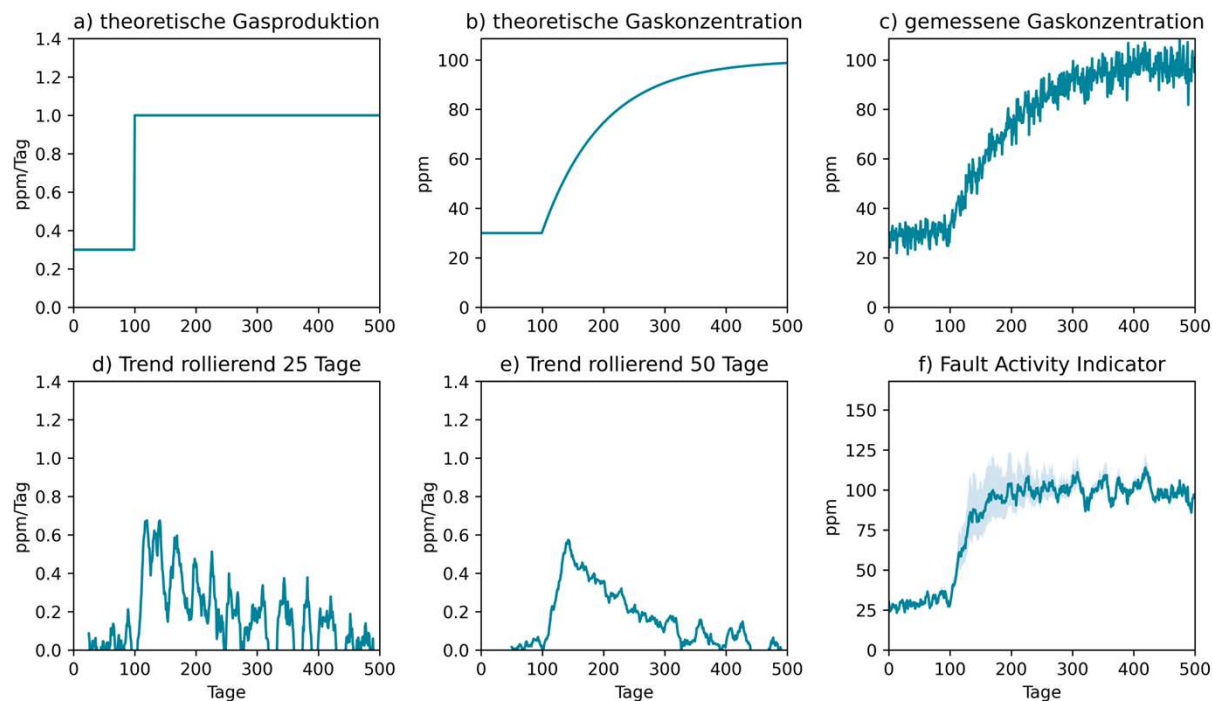 a) theoretische Gasproduktion
1.4
1.2
1.0
0.8
0.6
0.4
0.2
0.0
ppm/Tag
0 100 200 300 400 500
b) theoretische Gaskonzentration
100
80
60
40
20
0
ppm
0 100 200 300 400 500
c) gemessene Gaskonzentration
100
80
60
40
20
0
ppm
0 100 200 300 400 500
d) Trend rollierend 25 Tage
1.4
1.2
1.0
0.8
0.6
0.4
0.2
0.0
ppm/Tag
0 100 200 300 400 500
Tage
e) Trend rollierend 50 Tage
1.4
1.2
1.0
0.8
0.6
0.4
0.2
0.0
ppm/Tag
0 100 200 300 400 500
Tage
f) Fault Activity Indicator
150
125
100
75
50
25
0
ppm
0 100 200 300 400 500
Tage